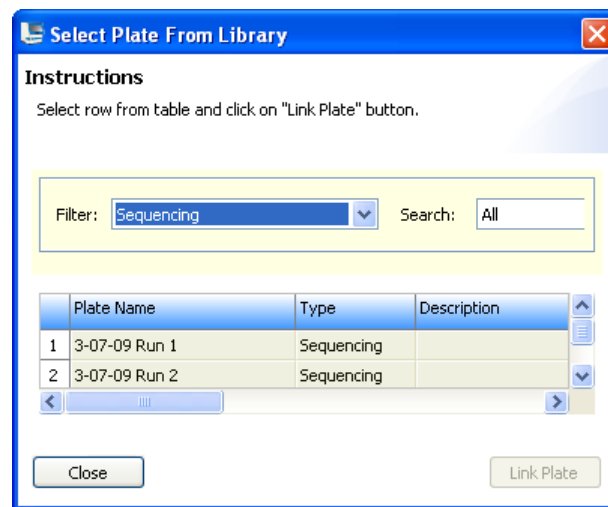 Select Plate From Library
Instructions
Select row from table and click on "Link Plate" button.
Filter: Sequencing Search: All
Plate Name Type Description
1 3-07-09 Run 1 Sequencing
2 3-07-09 Run 2 Sequencing
Close Link Plate